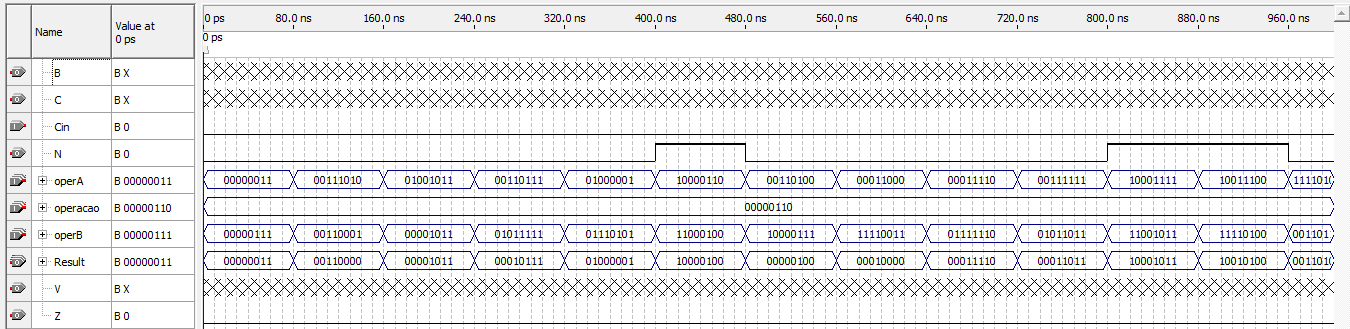 Name Value at 0 ps
0 ps 80.0 ns 160.0 ns 240.0 ns 320.0 ns 400.0 ns 480.0 ns 560.0 ns 640.0 ns 720.0 ns 800.0 ns 880.0 ns 960.0 ns
0 ps
B B X
C B X
Cin B 0
N B 0
operA B 00000011 00000011 00111010 01001011 00110111 01000001 10000110 00110100 00011000 00011110 00111111 10001111 10011100 1111010
operacao B 00000110 00000110
operB B 00000111 00000111 00110001 00001011 01011111 01110101 11000100 10000111 11110011 01111110 01011011 11001011 11110100 001101
Result B 00000011 00000011 00110000 00001011 00010111 01000001 10000100 00000100 00010000 00011110 00011011 10001011 10010100 0011010
V B X
Z B 0